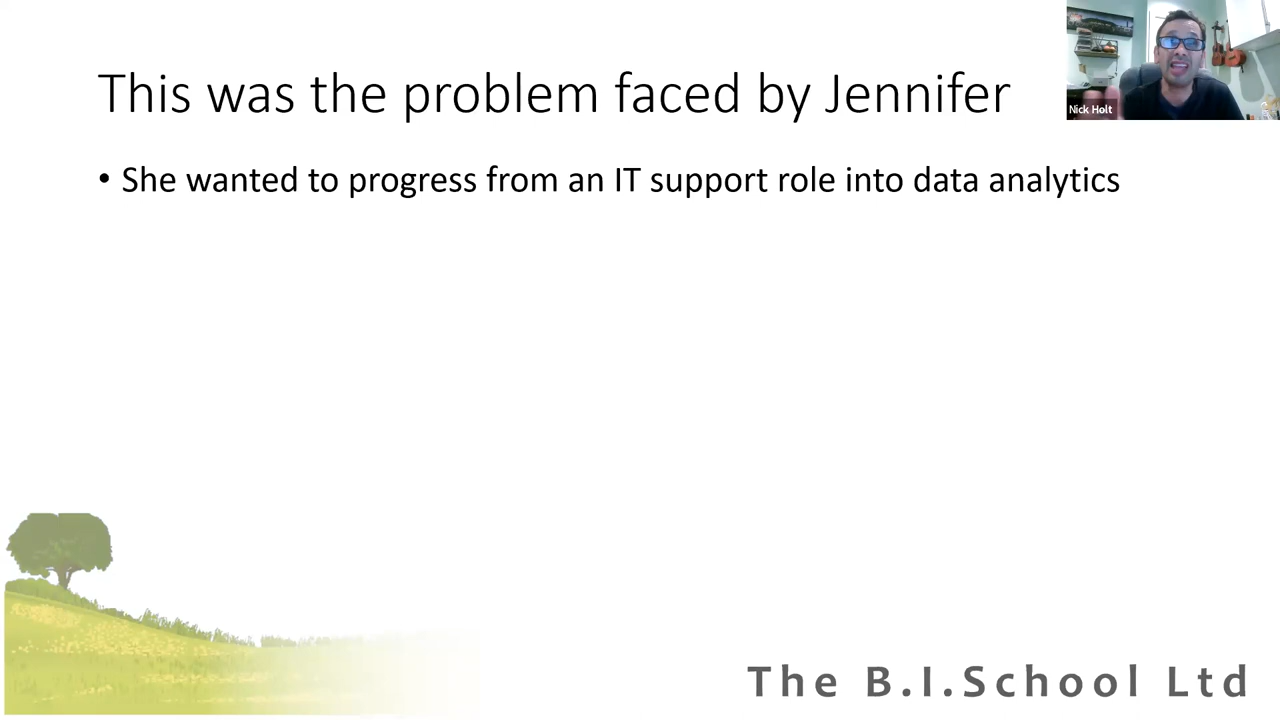 This was the problem faced by Jennifer
Nick Holt
• She wanted to progress from an IT support role into data analytics
The B.I.School Ltd